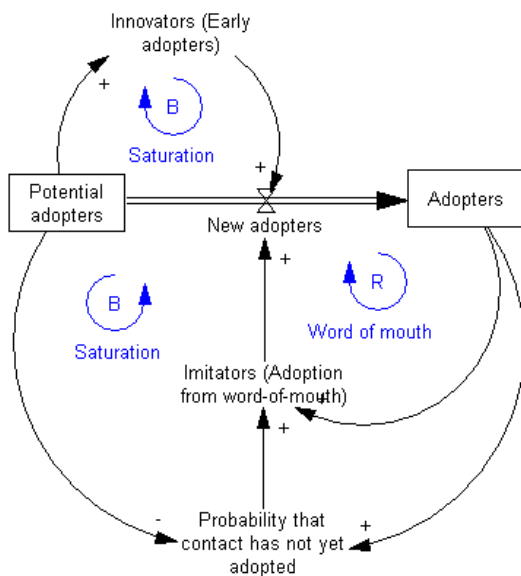 Innovators (Early
adopters)
+
B
Saturation
+
Potential
adopters
Adopters
New adopters
+
B
R
Saturation
Word of mouth
Imitators (Adoption
from word-of-mouth)
+
+
-
Probability that
+
contact has not yet
adopted